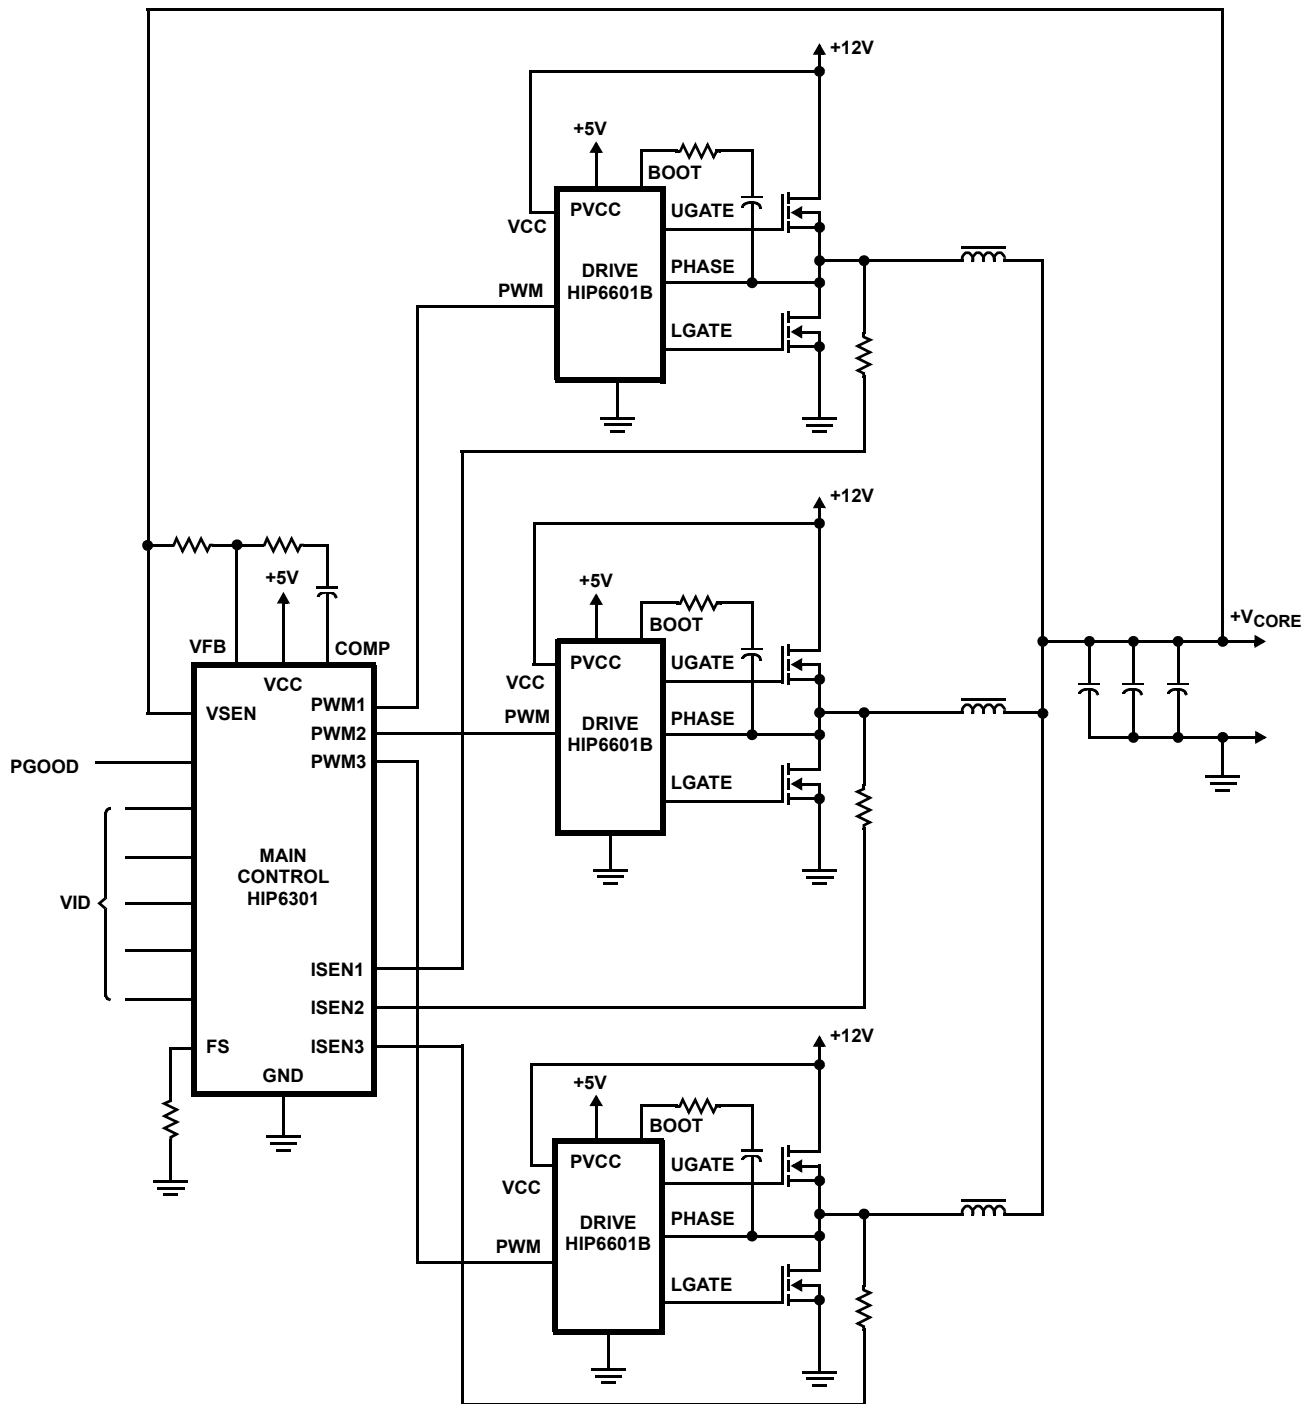 +12V
+5V
BOOT
PVCC
UGATE
VCC
DRIVE
HIP6601B
PHASE
PWM
LGATE
+12V
+5V
BOOT
PVCC
UGATE
VCC
DRIVE
HIP6601B
PHASE
PWM
LGATE
+5V
VFB
COMP
VCC
VSEN
PWM1
PWM2
PWM3
PGOOD
MAIN
CONTROL
HIP6301
VID
ISEN1
ISEN2
ISEN3
FS
GND
+VCORE
+12V
+5V
BOOT
PVCC
UGATE
VCC
DRIVE
HIP6601B
PHASE
PWM
LGATE